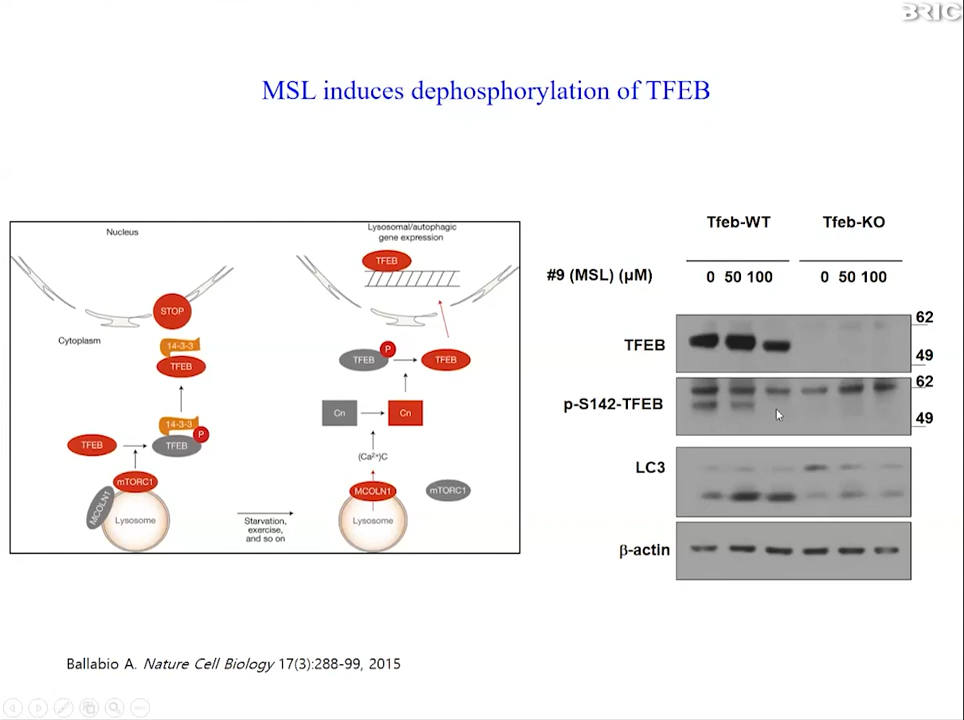 BRIC
MSL induces dephosphorylation of TFEB
Nucleus
Cytoplasm
STOP
14-3-3
TFEB
14-3-3
P
TFEB
TFEB
mTORC1
MCOLN1
Lysosome
Starvation,
exercise,
and so on
Lysosomal/autophagic
gene expression
TFEB
P
TFEB
TFEB
Cn
Cn
(Ca²⁺)C
MCOLN1
mTORC1
Lysosome
Tfeb-WT Tfeb-KO
#9 (MSL) (μM) 0 50 100 0 50 100
TFEB
62
49
p-S142-TFEB
62
49
LC3
β-actin
Ballabio A. Nature Cell Biology 17(3):288-99, 2015